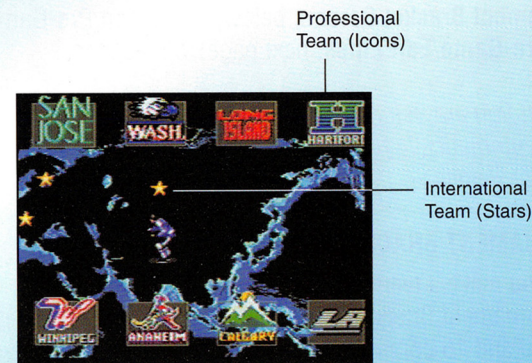 Professional
Team (Icons)
SAN
JOSE
WASH.
LONG
ISLAND
H
HARTFORD
International
Team (Stars)
WINNIPEG
ANAHEIM
CALGARY
LA